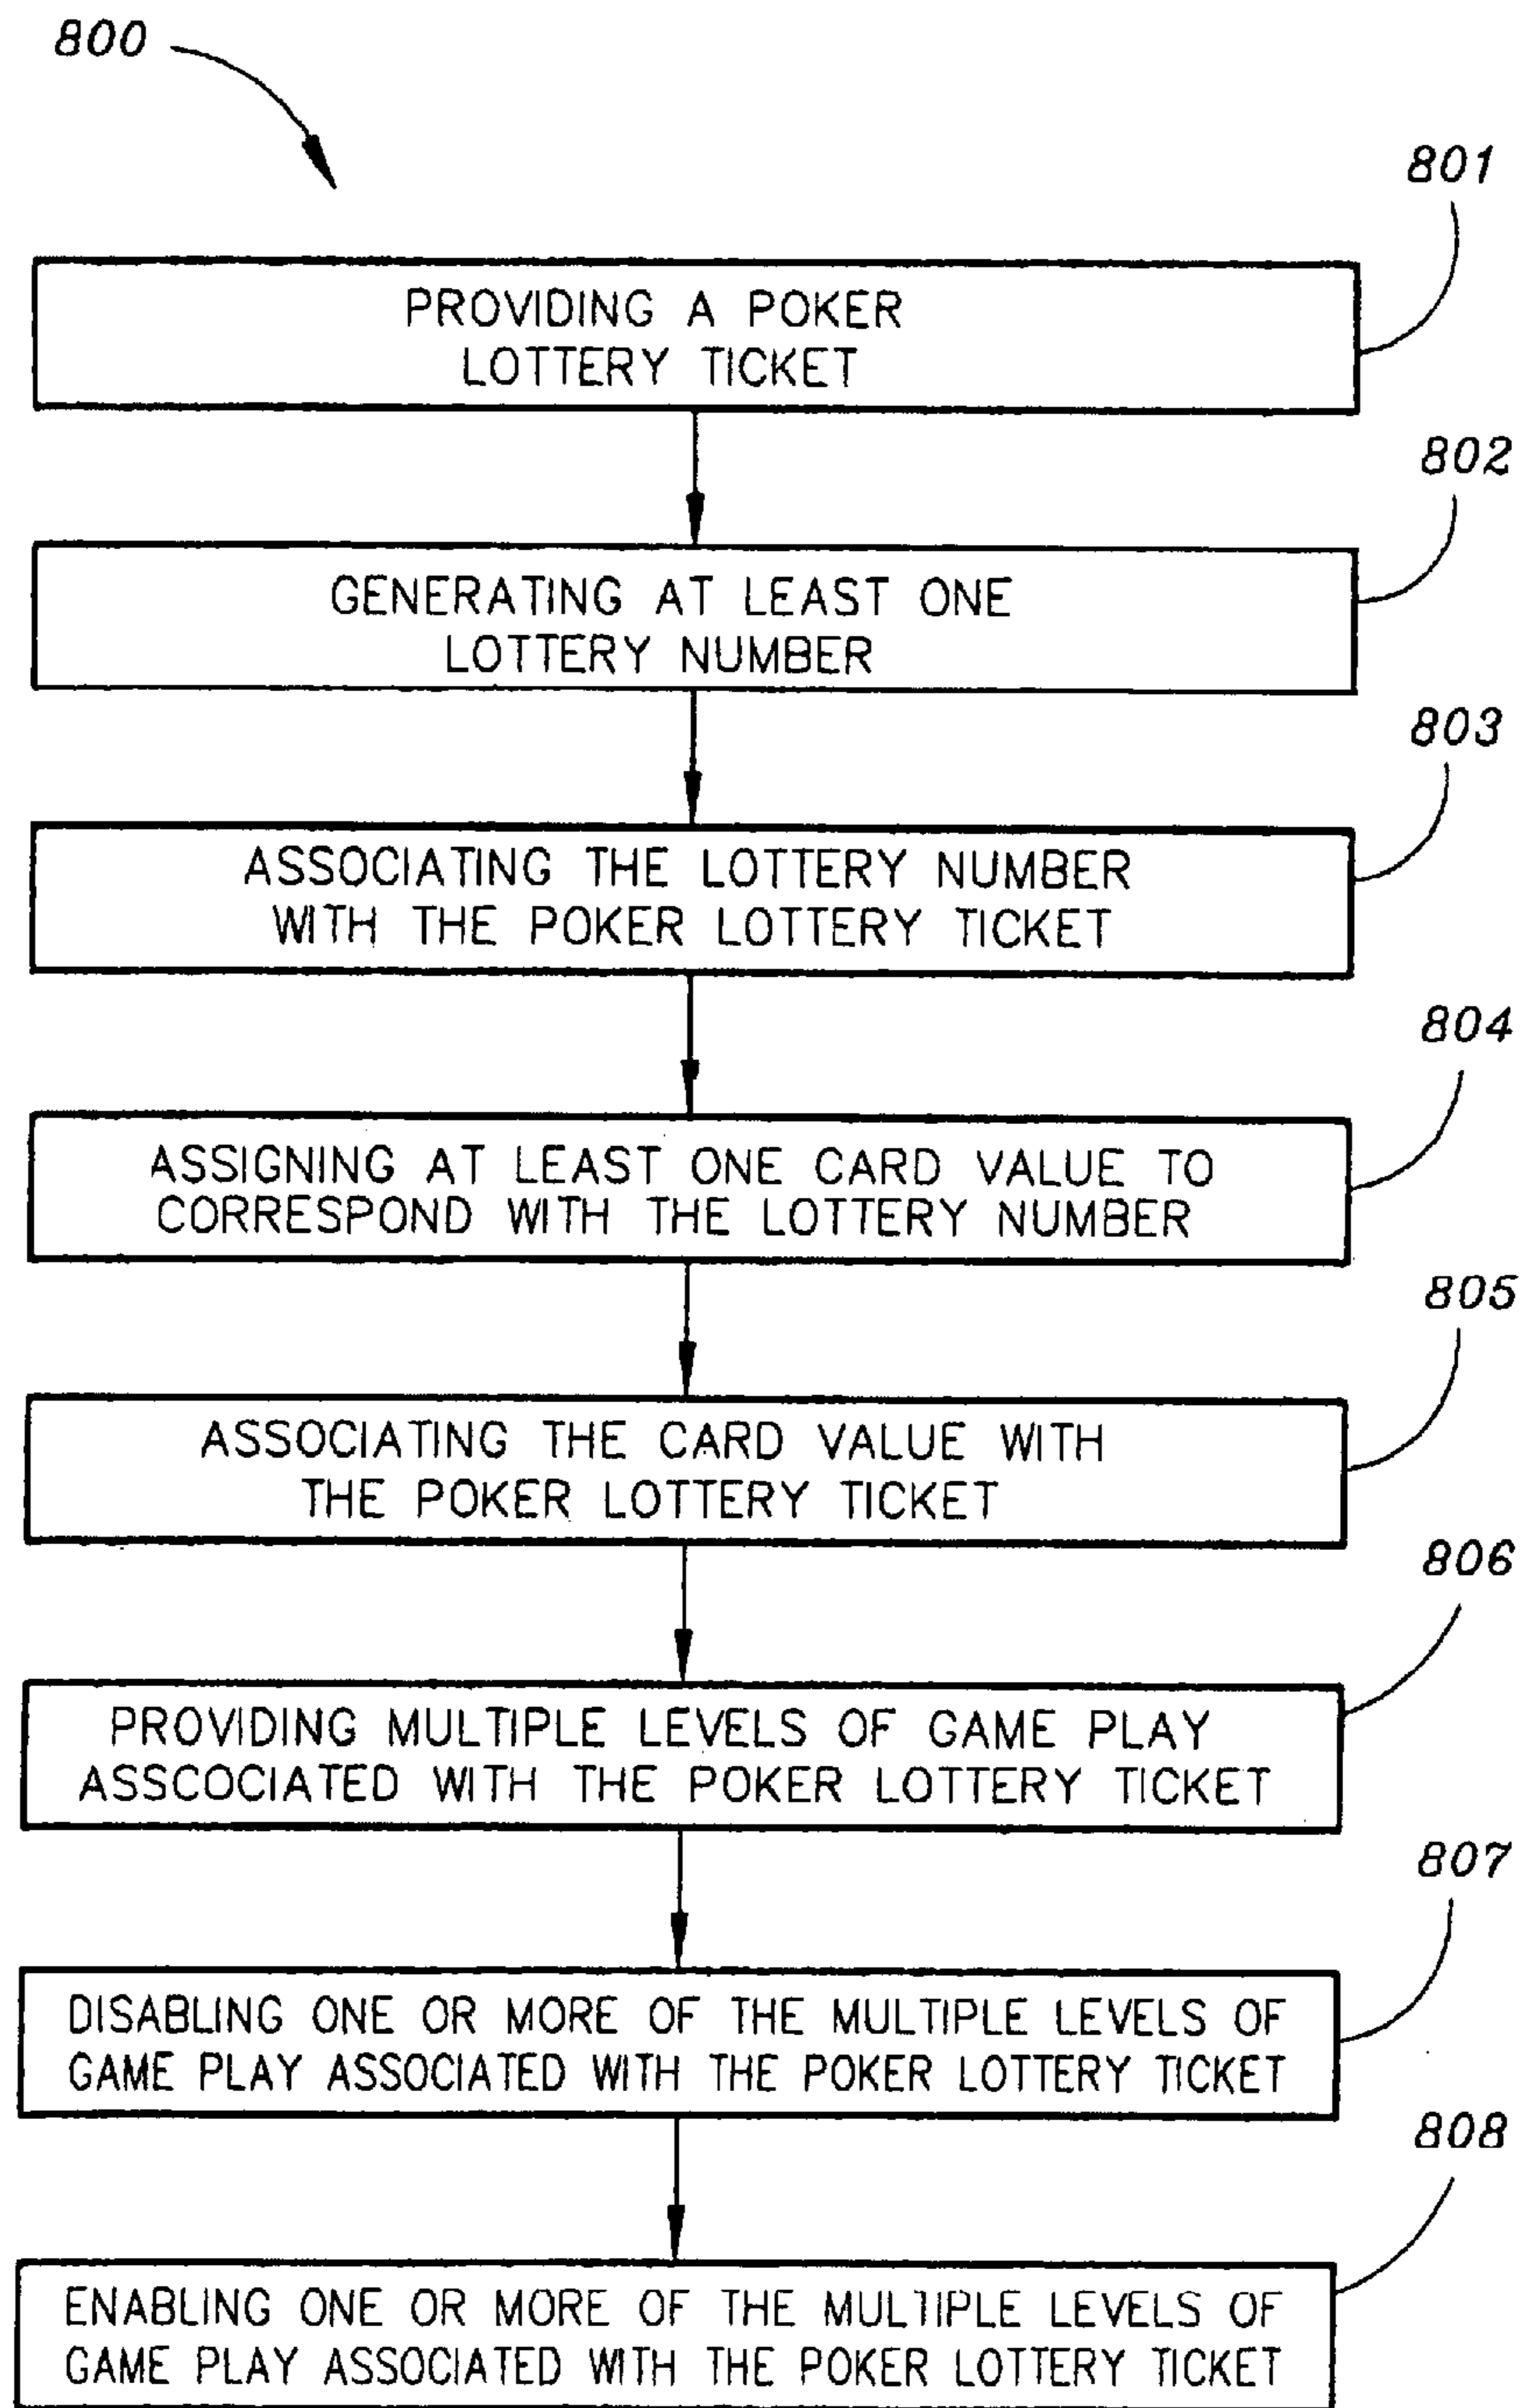 800
801
PROVIDING A POKER
LOTTERY TICKET
802
GENERATING AT LEAST ONE
LOTTERY NUMBER
803
ASSOCIATING THE LOTTERY NUMBER
WITH THE POKER LOTTERY TICKET
804
ASSIGNING AT LEAST ONE CARD VALUE TO
CORRESPOND WITH THE LOTTERY NUMBER
805
ASSOCIATING THE CARD VALUE WITH
THE POKER LOTTERY TICKET
806
PROVIDING MULTIPLE LEVELS OF GAME PLAY
ASSCOCIATED WITH THE POKER LOTTERY TICKET
807
DISABLING ONE OR MORE OF THE MULTIPLE LEVELS OF
GAME PLAY ASSOCIATED WITH THE POKER LOTTERY TICKET
808
ENABLING ONE OR MORE OF THE MULTIPLE LEVELS OF
GAME PLAY ASSOCIATED WITH THE POKER LOTTERY TICKET